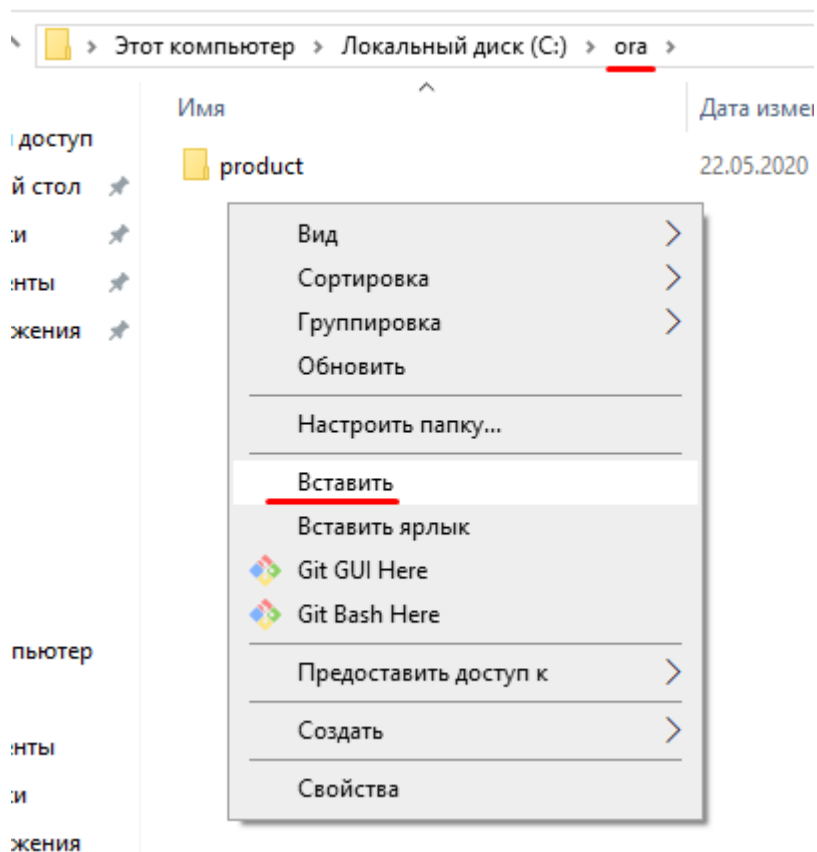 Этот компьютер > Локальный диск (C:) > ora >
Имя
Дата измен
доступ
product
22.05.2020
й стол
ки
Вид
енты
Сортировка
жения
Группировка
Обновить
Настроить папку...
Вставить
Вставить ярлык
Git GUI Here
Git Bash Here
пьютер
Предоставить доступ к
Создать
енты
Свойства
ки
жения